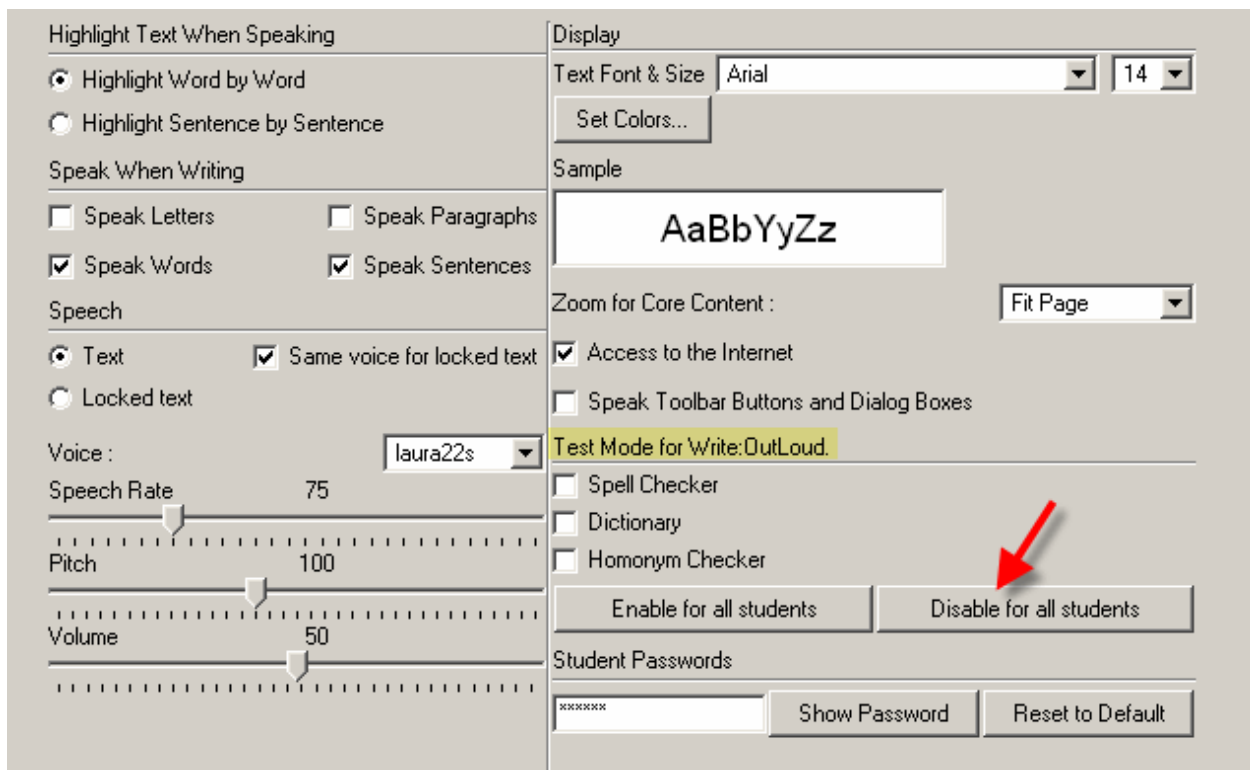 Highlight Text When Speaking
Highlight Word by Word
Highlight Sentence by Sentence
Speak When Writing
Speak Letters
Speak Paragraphs
Speak Words
Speak Sentences
Speech
Text
Same voice for locked text
Locked text
Voice :
laura22s
Speech Rate
75
Pitch
100
Volume
50
Display
Text Font & Size
Arial
14
Set Colors...
Sample
AaBbYyZz
Zoom for Core Content :
Fit Page
Access to the Internet
Speak Toolbar Buttons and Dialog Boxes
Test Mode for Write:OutLoud.
Spell Checker
Dictionary
Homonym Checker
Enable for all students
Disable for all students
Student Passwords
××××××
Show Password
Reset to Default